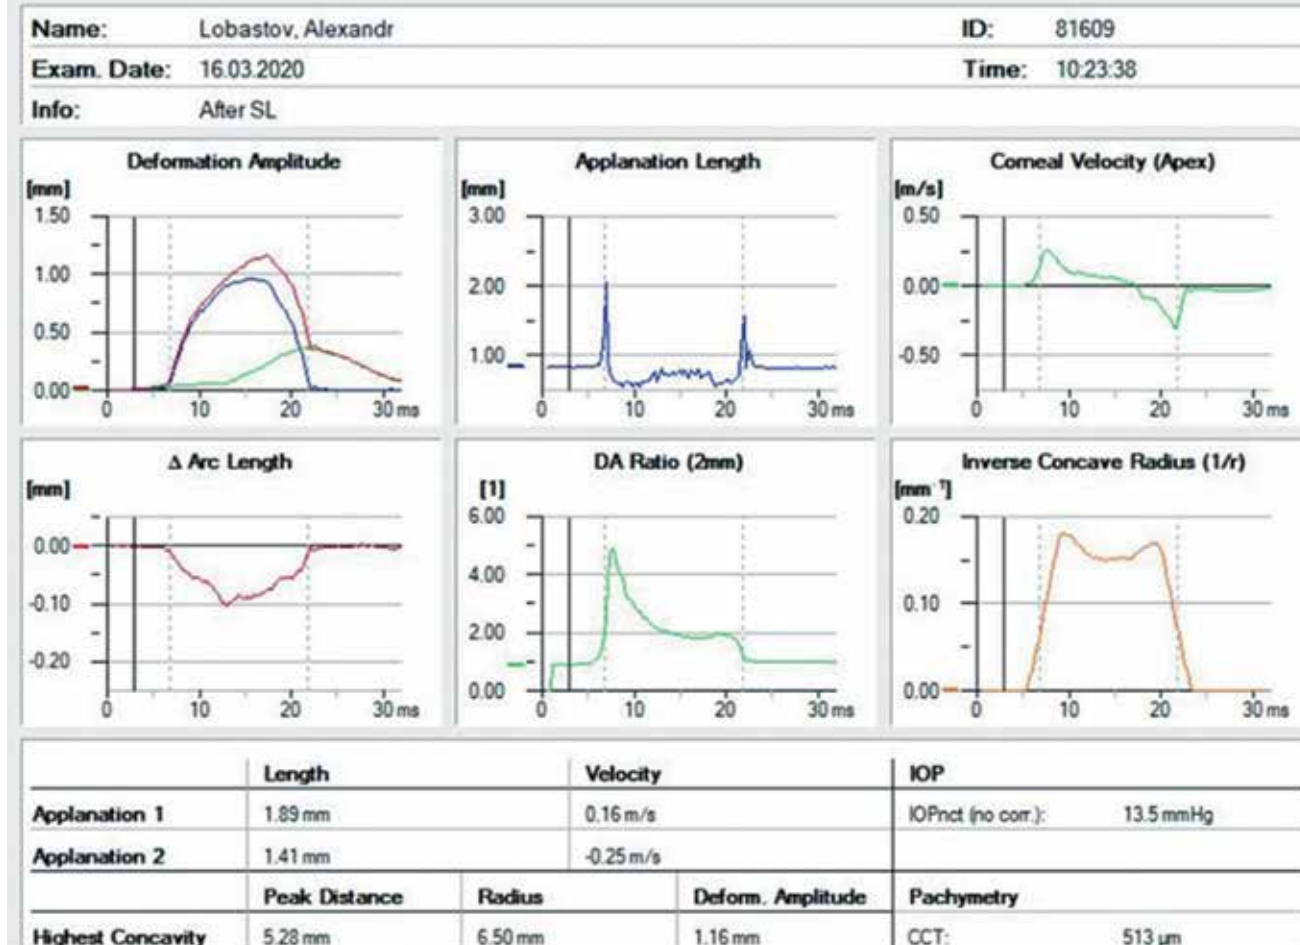 Name: Lobastov, Alexandr ID: 81609
Exam. Date: 16.03.2020 Time: 10:23:38
Info: After SL
Deformation Amplitude
[mm]
1.50
1.00
0.50
0.00
0 10 20 30 ms
Applanation Length
[mm]
3.00
2.00
1.00
0 10 20 30 ms
Corneal Velocity (Apex)
[m/s]
0.50
0.00
-0.50
0 10 20 30 ms
Δ Arc Length
[mm]
0.00
-0.10
-0.20
0 10 20 30 ms
DA Ratio (2mm)
[1]
6.00
4.00
2.00
0.00
0 10 20 30 ms
Inverse Concave Radius (1/r)
[mm⁻¹]
0.20
0.10
0.00
0 10 20 30 ms
Length Velocity IOP
Applanation 1 1.89 mm 0.16 m/s IOPnct (no corr.): 13.5 mmHg
Applanation 2 1.41 mm -0.25 m/s
Peak Distance Radius Deform. Amplitude Pachymetry
Highest Concavity 5.28 mm 6.50 mm 1.16 mm CCT: 513 µm